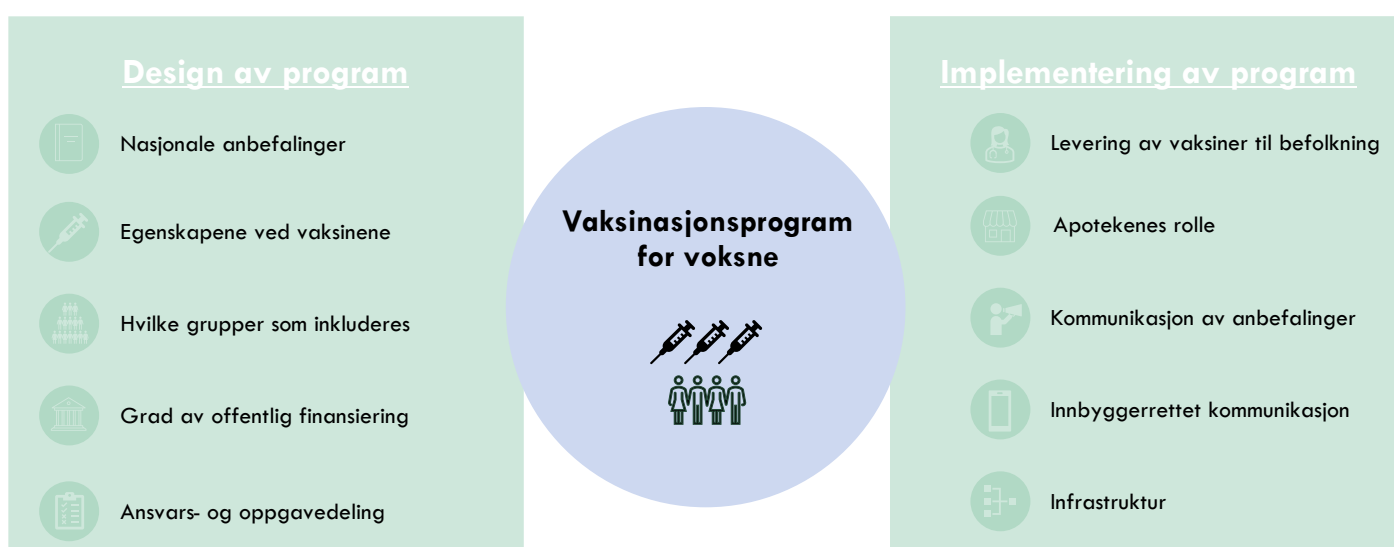 Design av program
Nasjonale anbefalinger
Egenskapene ved vaksinene
Hvilke grupper som inkluderes
Grad av offentlig finansiering
Ansvars- og oppgavedeling
Vaksinasjonsprogram
for voksne
Implementering av program
Levering av vaksiner til befolkning
Apotekenes rolle
Kommunikasjon av anbefalinger
Innbyggerrettet kommunikasjon
Infrastruktur